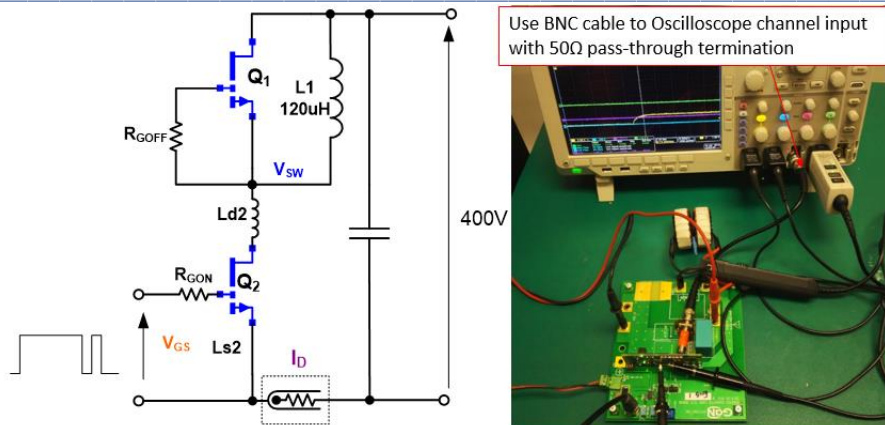 Use BNC cable to Oscilloscope channel input
with 50Ω pass-through termination
Q1
L1
120uH
RGOFF
VSW
Ld2
400V
RGON
Q2
VGS
Ls2
ID
GaN